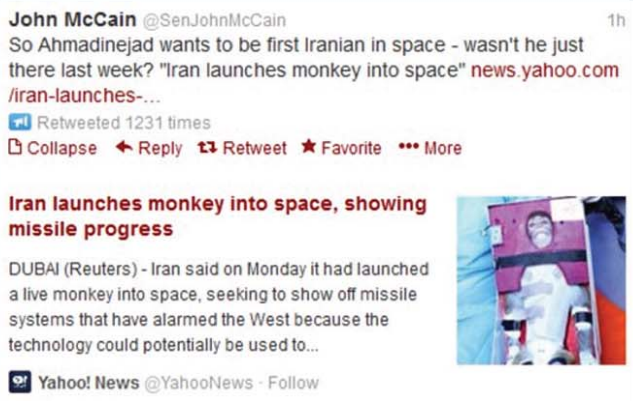 John McCain @SenJohnMcCain 1h
So Ahmadinejad wants to be first Iranian in space - wasn't he just
there last week? "Iran launches monkey into space" news.yahoo.com
/iran-launches-...
Retweeted 1231 times
Collapse Reply Retweet Favorite ••• More
Iran launches monkey into space, showing
missile progress
DUBAI (Reuters) - Iran said on Monday it had launched
a live monkey into space, seeking to show off missile
systems that have alarmed the West because the
technology could potentially be used to...
Yahoo! News @YahooNews · Follow